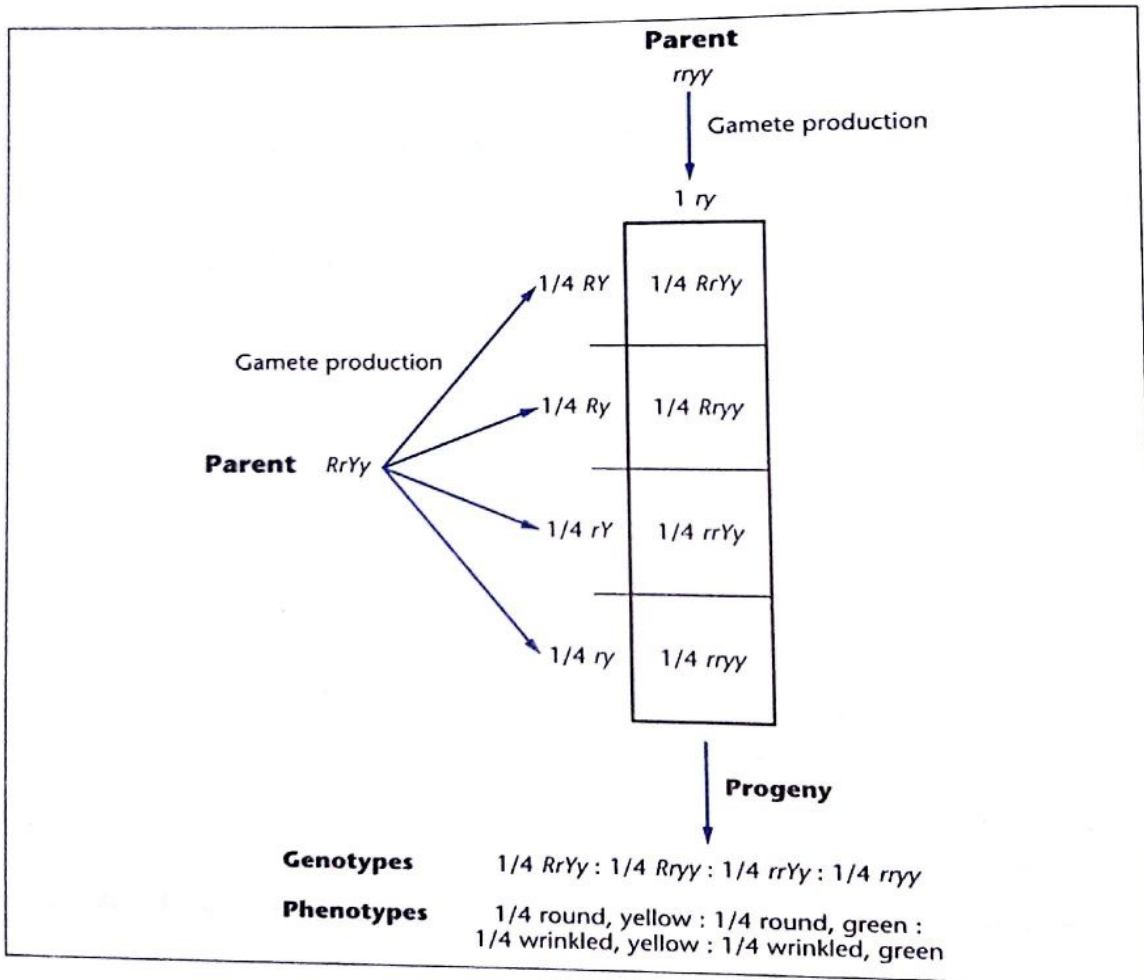 Parent
rryy
Gamete production
1 ry
1/4 RY
1/4 RrYy
Gamete production
1/4 Ry
1/4 Rryy
Parent RrYy
1/4 rY
1/4 rrYy
1/4 ry
1/4 rryy
Progeny
Genotypes 1/4 RrYy : 1/4 Rryy : 1/4 rrYy : 1/4 rryy
Phenotypes 1/4 round, yellow : 1/4 round, green :
1/4 wrinkled, yellow : 1/4 wrinkled, green